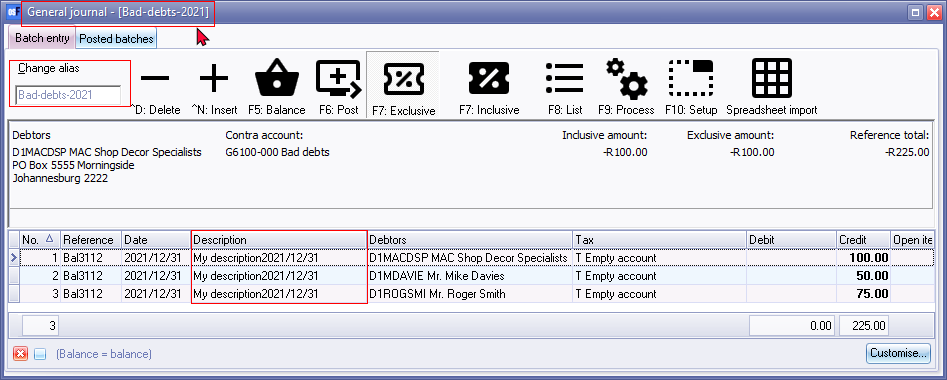 General journal - [Bad-debts-2021]
Batch entry Posted batches
Change alias
Bad-debts-2021
^D: Delete ^N: Insert F5: Balance F6: Post F7: Exclusive F7: Inclusive F8: List F9: Process F10: Setup Spreadsheet import
Debtors Contra account: Inclusive amount: Exclusive amount: Reference total:
D1MACDSP MAC Shop Decor Specialists G6100-000 Bad debts -R100.00 -R100.00 -R225.00
PO Box 5555 Morningside
Johannesburg 2222
No. Reference Date Description Debtors Tax Debit Credit Open ite
1 Bal3112 2021/12/31 My description2021/12/31 D1MACDSP MAC Shop Decor Specialists T Empty account 100.00
2 Bal3112 2021/12/31 My description2021/12/31 D1MDAVIE Mr. Mike Davies T Empty account 50.00
3 Bal3112 2021/12/31 My description2021/12/31 D1ROGSMI Mr. Roger Smith T Empty account 75.00
3 0.00 225.00
(Balance = balance) Customise...